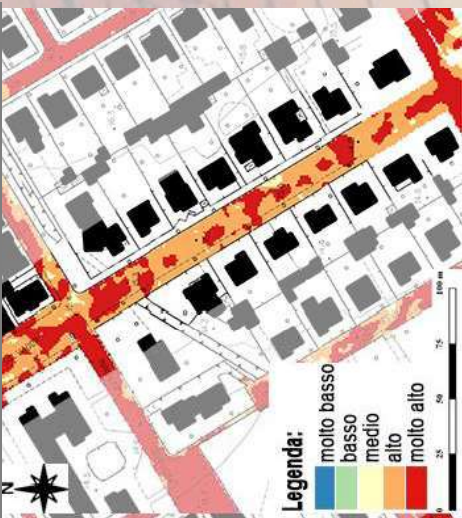 N
Legenda:
molto basso
basso
medio
alto
molto alto
0 25 50 75 100 m